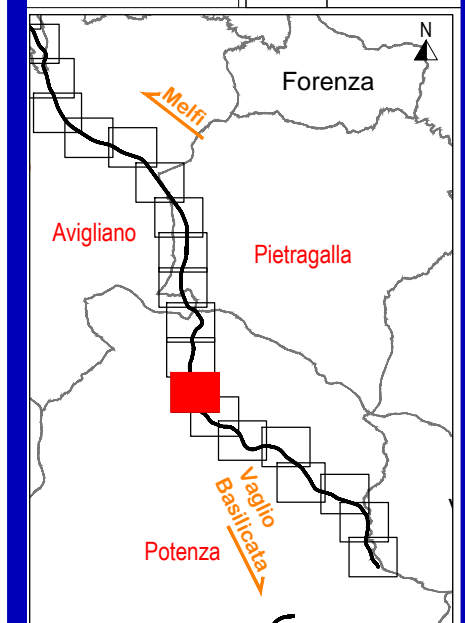 N
Forenza
Melfi
Avigliano
Pietragalla
Vaglio
Basilicata
Potenza